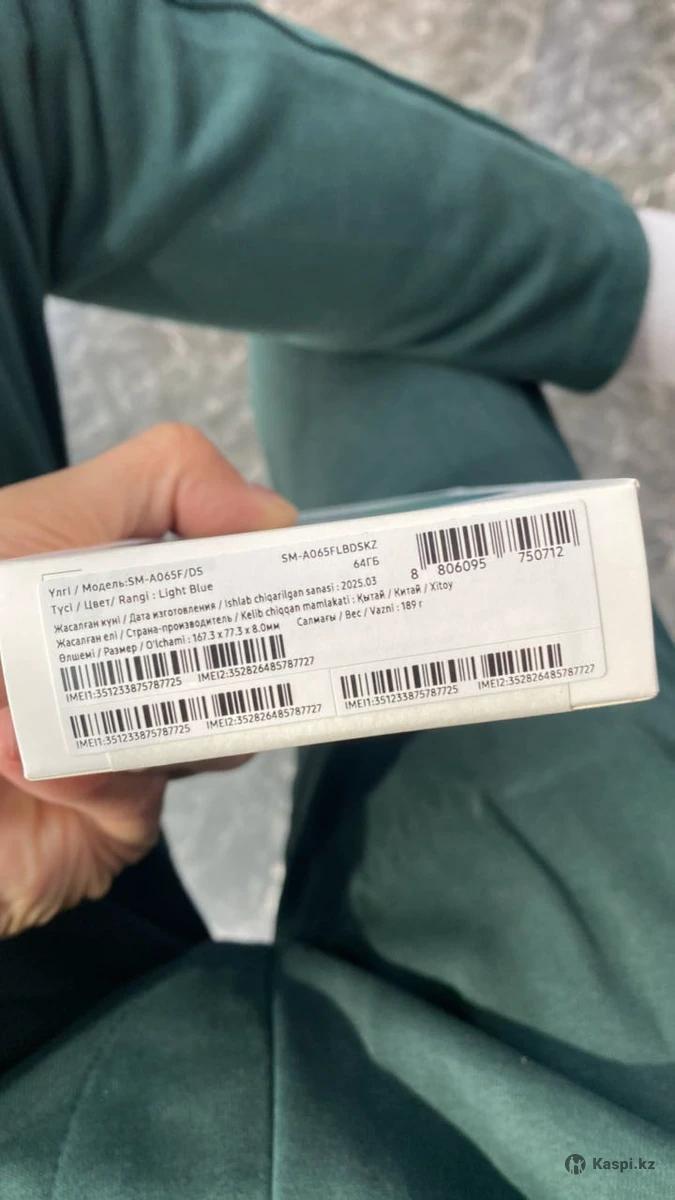 Үлгі / Модель:SM-A065F/DS
SM-A065FLBDSKZ
Түсі / Цвет/ Rangi : Light Blue
64ГБ
8 806095 750712
Жасалған күні / Дата изготовления / Ishlab chiqarilgan sanasi : 2025.03
Жасалған елі / Страна-производитель / Kelib chiqqan mamlakati : Қытай / Китай / Xitoy
Өлшемі / Размер / O'lchami : 167.3 x 77.3 x 8.0мм
Салмағы / Вес / Vazni : 189 г
IMEI1:351233875787725 IMEI2:352826485787727
IMEI1:351233875787725 IMEI2:352826485787727
IMEI1:351233875787725 IMEI2:352826485787727
Kaspi.kz